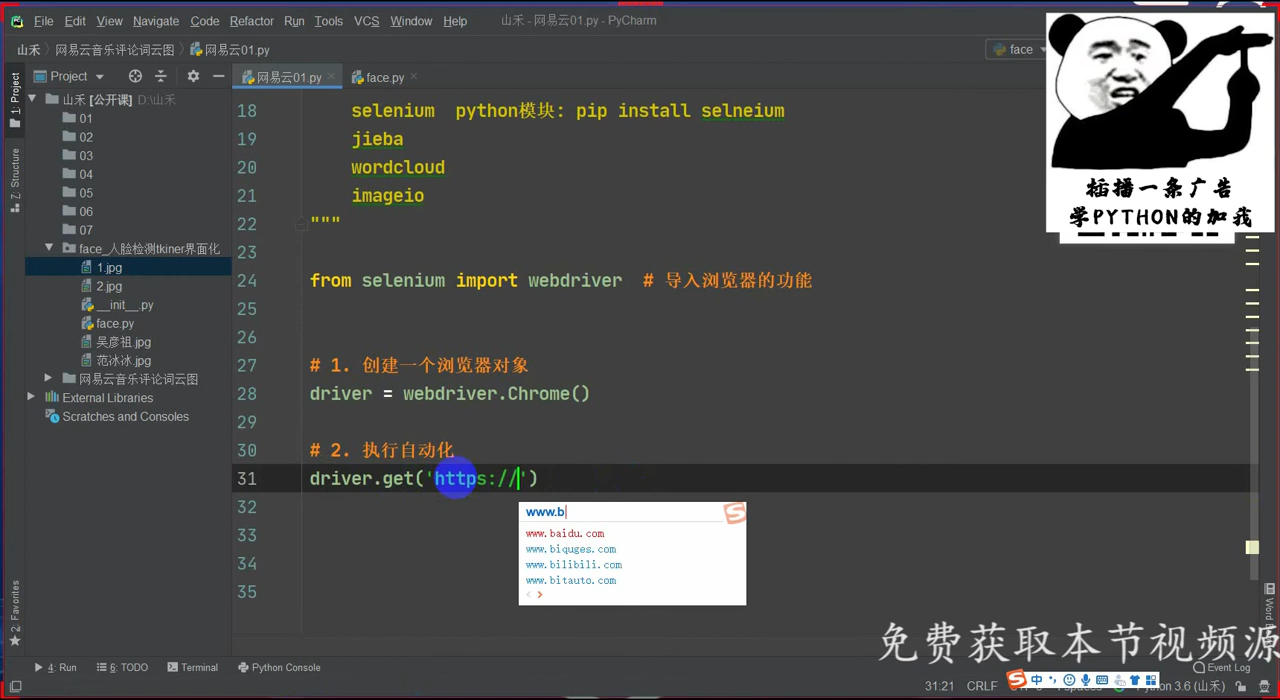 File Edit View Navigate Code Refactor Run Tools VCS Window Help 山禾 - 网易云01.py - PyCharm
山禾 网易云音乐评论词云图 网易云01.py
face
Project
网易云01.py
face.py
1: Project
Z: Structure
2: Favorites
山禾 [公开课] D:\山禾
01
02
03
04
05
06
07
face_人脸检测tkiner界面化
1.jpg
2.jpg
__init__.py
face.py
吴彦祖.jpg
范冰冰.jpg
网易云音乐评论词云图
External Libraries
Scratches and Consoles
18 selenium python模块: pip install selneium
19 jieba
20 wordcloud
21 imageio
22 """
23
24 from selenium import webdriver # 导入浏览器的功能
25
26
27 # 1. 创建一个浏览器对象
28 driver = webdriver.Chrome()
29
30 # 2. 执行自动化
31 driver.get('https://')
32
33
34
35
www.b
www.baidu.com
www.biquges.com
www.bilibili.com
www.bitauto.com
插播一条广告
学PYTHON的加我
免费获取本节视频源
4: Run
6: TODO
Terminal
Python Console
Event Log
31:21 CRLF
中
Python 3.6 (山禾)